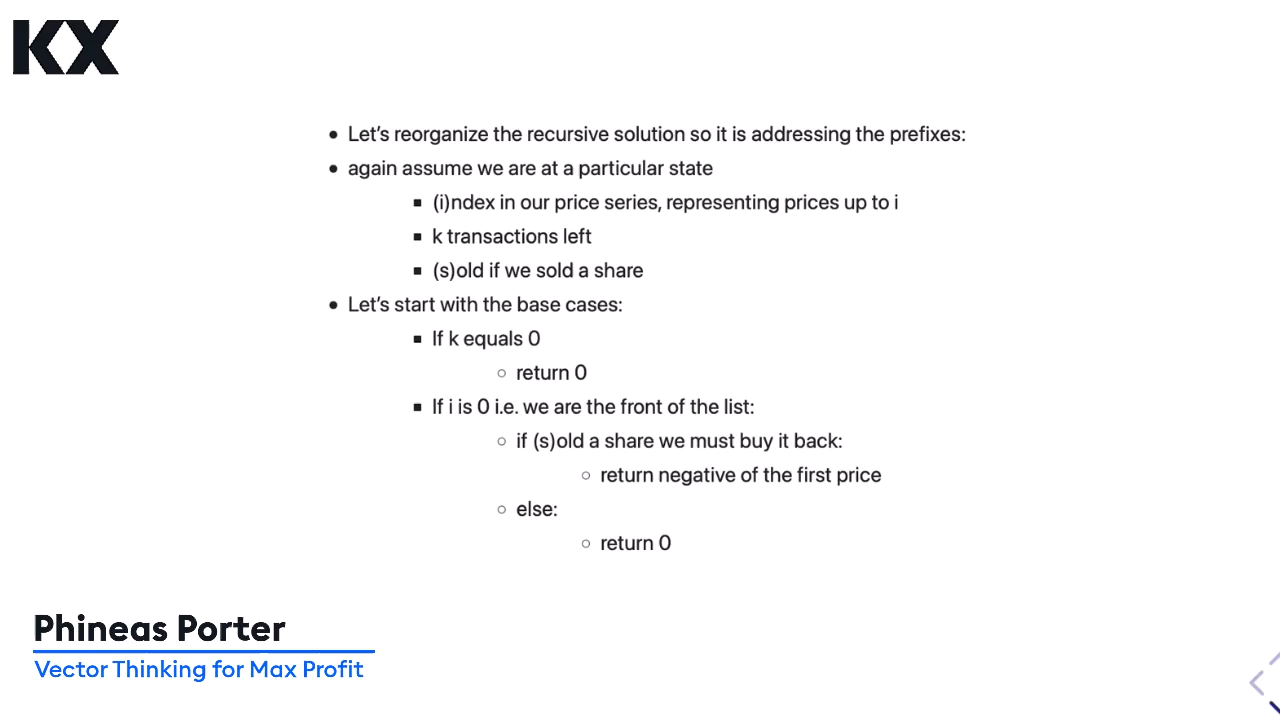 KX
• Let's reorganize the recursive solution so it is addressing the prefixes:
• again assume we are at a particular state
▪ (i)ndex in our price series, representing prices up to i
▪ k transactions left
▪ (s)old if we sold a share
• Let's start with the base cases:
▪ If k equals 0
○ return 0
▪ If i is 0 i.e. we are the front of the list:
○ if (s)old a share we must buy it back:
○ return negative of the first price
○ else:
○ return 0
Phineas Porter
Vector Thinking for Max Profit